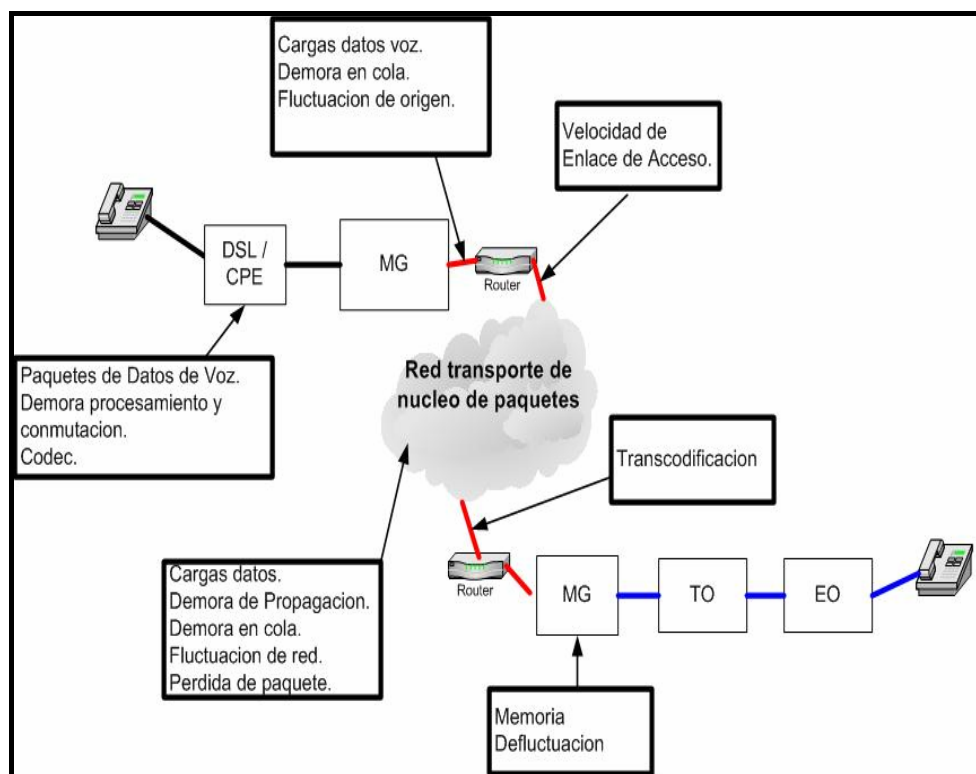 Cargas datos voz.
Demora en cola.
Fluctuacion de origen.
Velocidad de
Enlace de Acceso.
DSL /
CPE
MG
Router
Paquetes de Datos de Voz.
Demora procesamiento y
conmutacion.
Codec.
Red transporte de
nucleo de paquetes
Transcodificacion
Cargas datos.
Demora de Propagacion.
Demora en cola.
Fluctuacion de red.
Perdida de paquete.
Router
MG
TO
EO
Memoria
Defluctuacion